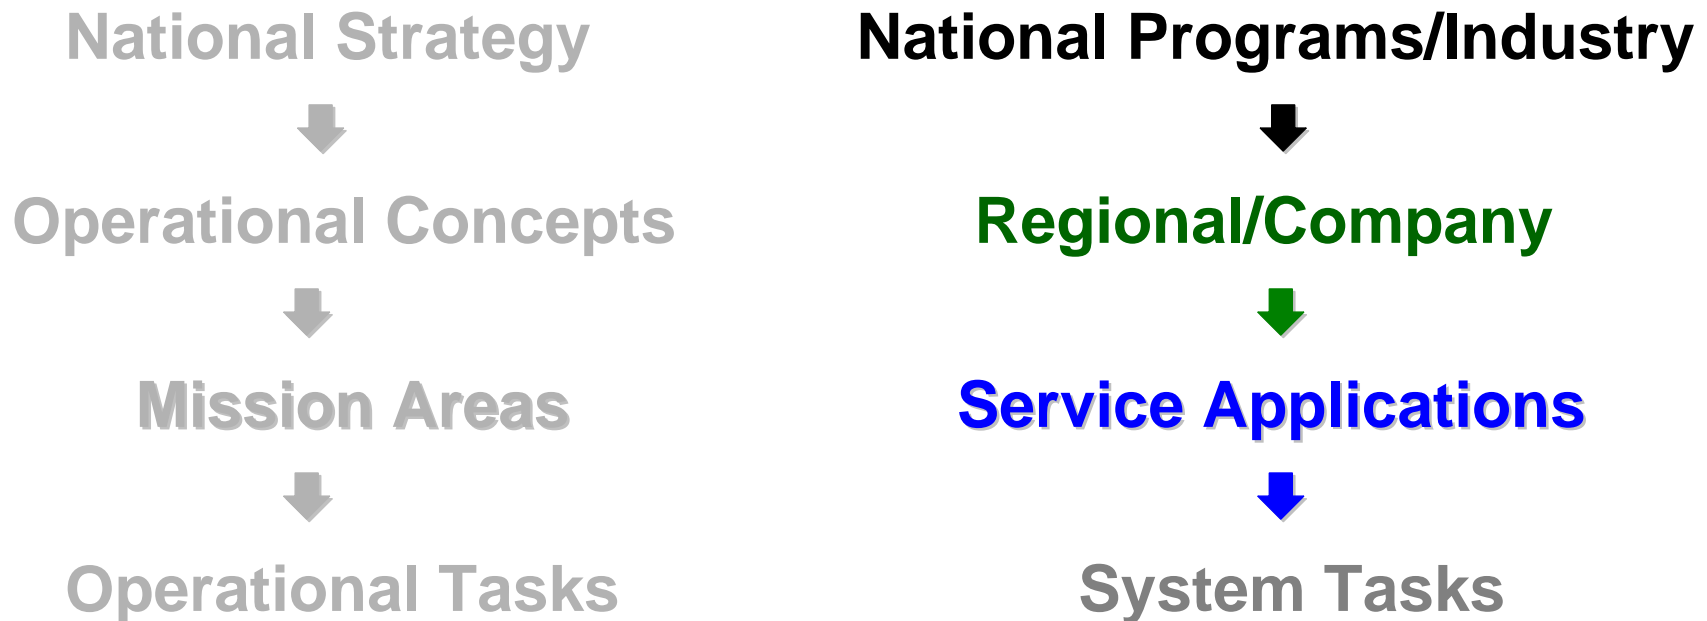 National Strategy
National Programs/Industry
Operational Concepts
Regional/Company
Mission Areas
Service Applications
Operational Tasks
System Tasks